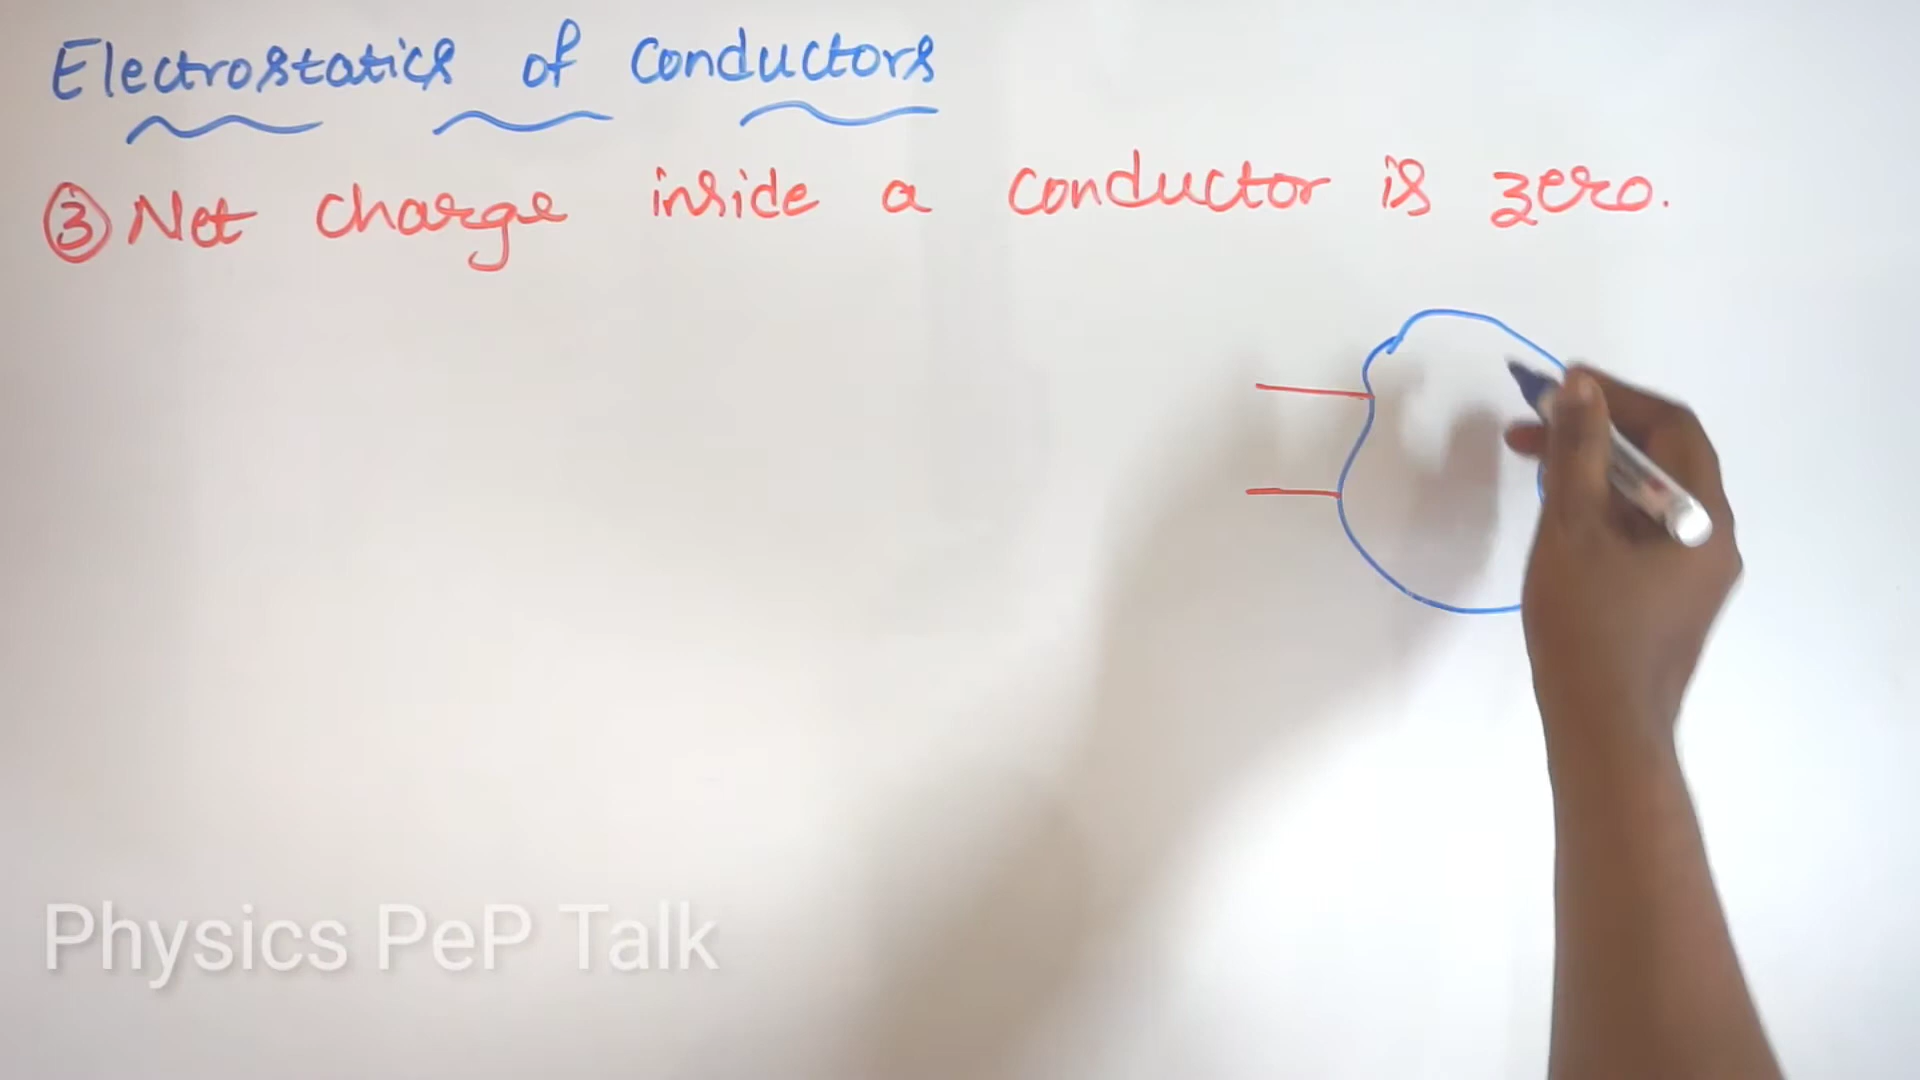 Electrostatics of Conductors
③ Net charge inside a conductor is zero.
Physics PeP Talk